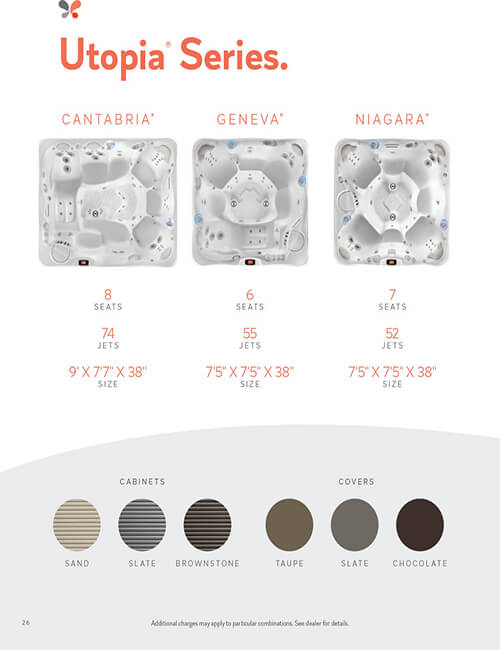 Utopia® Series.
CANTABRIA® GENEVA® NIAGARA®
8 6 7
SEATS SEATS SEATS
74 55 52
JETS JETS JETS
9' X 7'7" X 38" 7'5" X 7'5" X 38" 7'5" X 7'5" X 38"
SIZE SIZE SIZE
CABINETS COVERS
SAND SLATE BROWNSTONE TAUPE SLATE CHOCOLATE
26 Additional charges may apply to particular combinations. See dealer for details.